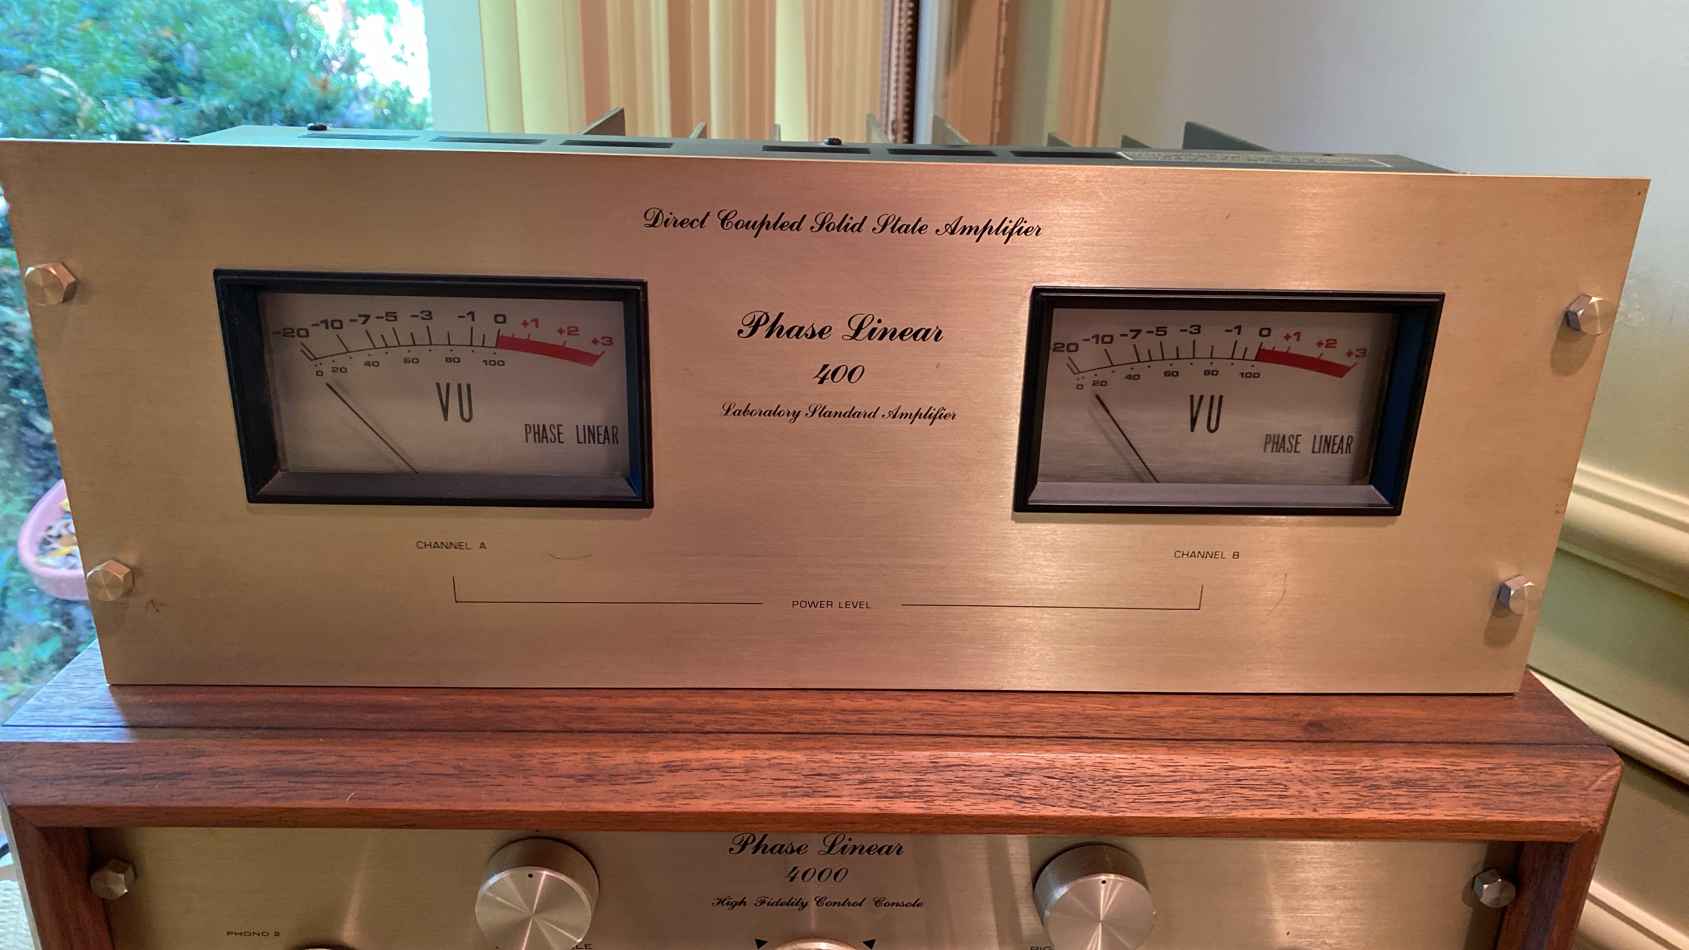 Direct Coupled Solid State Amplifier
-20 -10 -7 -5 -3 -1 0 +1 +2 +3
0 20 40 60 80 100
VU
PHASE LINEAR
Phase Linear
400
Laboratory Standard Amplifier
20 -10 -7 -5 -3 -1 0 +1 +2 +3
0 20 40 60 80 100
VU
PHASE LINEAR
CHANNEL A
CHANNEL B
POWER LEVEL
Phase Linear
4000
High Fidelity Control Console
PHONO 2